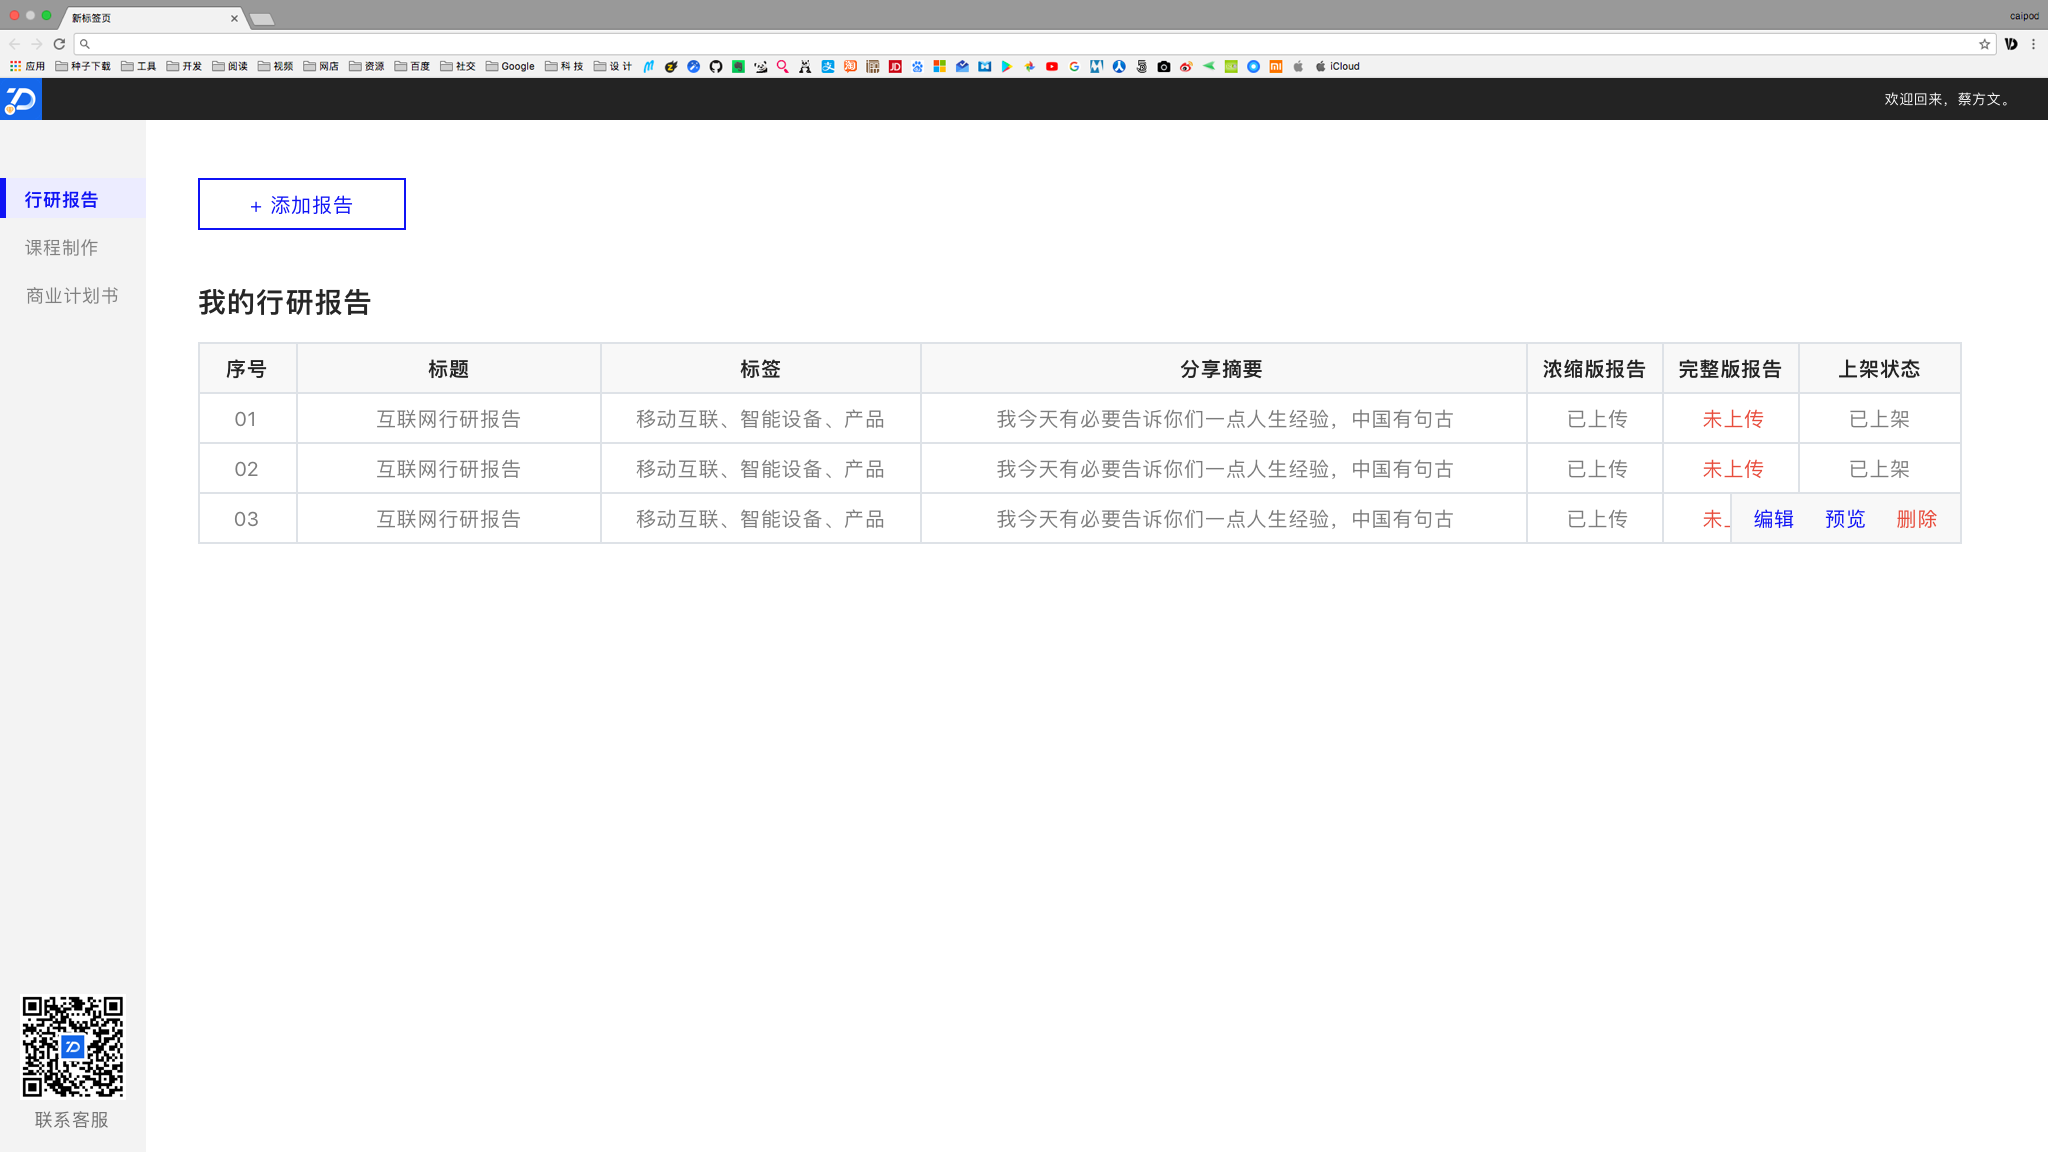 新标签页
caipod
应用 种子下载 工具 开发 阅读 视频 网店 资源 百度 社交 Google 科技 设计 iCloud
欢迎回来，蔡方文。
行研报告
课程制作
商业计划书
+ 添加报告
我的行研报告
序号 标题 标签 分享摘要 浓缩版报告 完整版报告 上架状态
01 互联网行研报告 移动互联、智能设备、产品 我今天有必要告诉你们一点人生经验，中国有句古 已上传 未上传 已上架
02 互联网行研报告 移动互联、智能设备、产品 我今天有必要告诉你们一点人生经验，中国有句古 已上传 未上传 已上架
03 互联网行研报告 移动互联、智能设备、产品 我今天有必要告诉你们一点人生经验，中国有句古 已上传 未上 编辑 预览 删除
联系客服